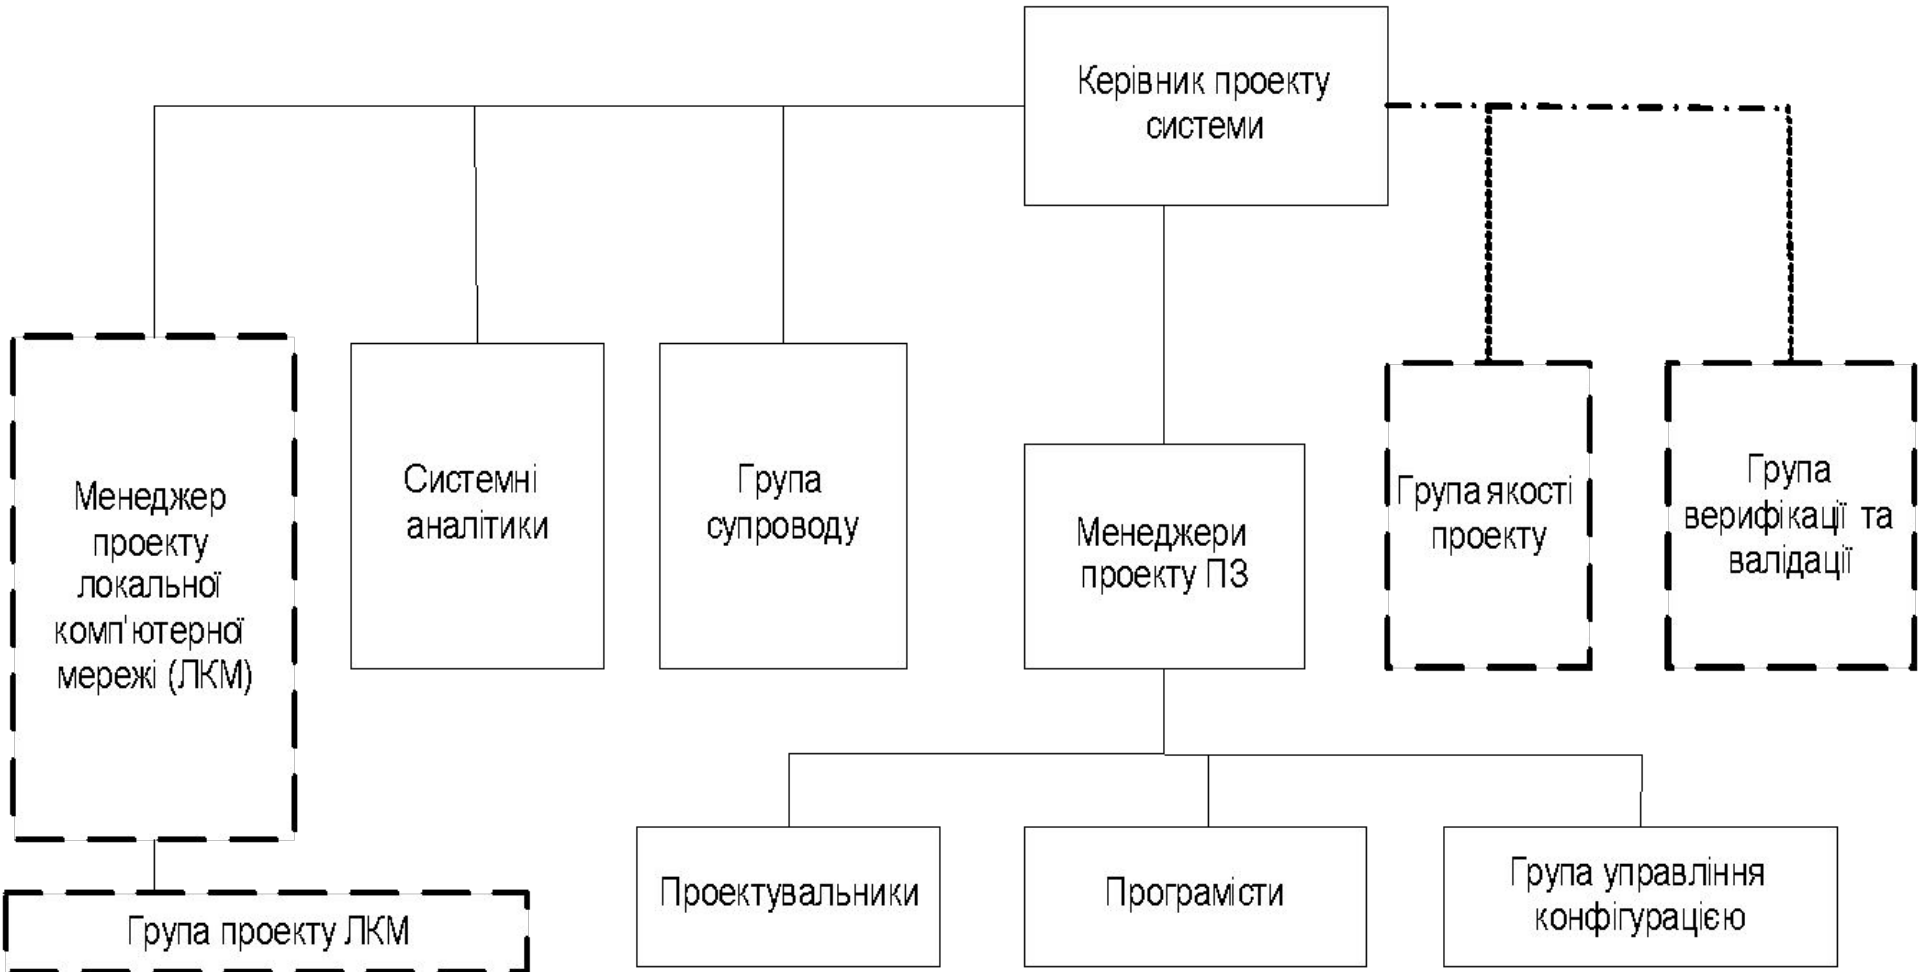 Керівник проекту
системи
Менеджер
проекту
локальної
комп'ютерної
мережі (ЛКМ)
Системні
аналітики
Група
супроводу
Менеджери
проекту ПЗ
Група якості
проекту
Група
верифікації та
валідації
Група проекту ЛКМ
Проектувальники
Програмісти
Група управління
конфігурацією